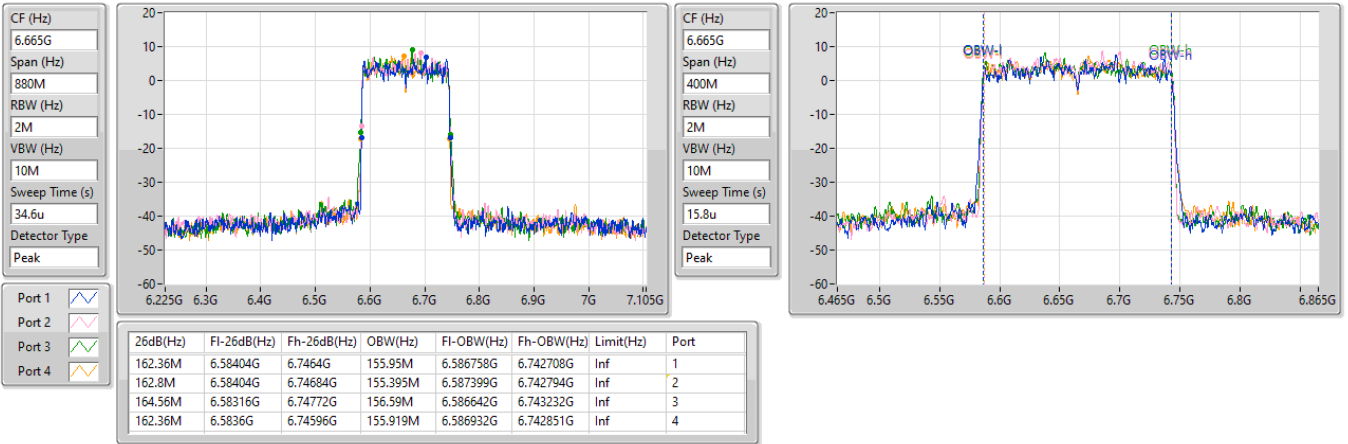 CF (Hz)
6.665G
Span (Hz)
880M
RBW (Hz)
2M
VBW (Hz)
10M
Sweep Time (s)
34.6u
Detector Type
Peak
20
10
0
-10
-20
-30
-40
-50
-60
6.225G 6.3G 6.4G 6.5G 6.6G 6.7G 6.8G 6.9G 7G 7.105G
CF (Hz)
6.665G
Span (Hz)
400M
RBW (Hz)
2M
VBW (Hz)
10M
Sweep Time (s)
15.8u
Detector Type
Peak
20
10
0
-10
-20
-30
-40
-50
-60
OBW-l OBW-h
6.465G 6.5G 6.55G 6.6G 6.65G 6.7G 6.75G 6.8G 6.865G
Port 1
Port 2
Port 3
Port 4
26dB(Hz) Fl-26dB(Hz) Fh-26dB(Hz) OBW(Hz) Fl-OBW(Hz) Fh-OBW(Hz) Limit(Hz) Port
162.36M 6.58404G 6.7464G 155.95M 6.586758G 6.742708G Inf 1
162.8M 6.58404G 6.74684G 155.395M 6.587399G 6.742794G Inf 2
164.56M 6.58316G 6.74772G 156.59M 6.586642G 6.743232G Inf 3
162.36M 6.5836G 6.74596G 155.919M 6.586932G 6.742851G Inf 4